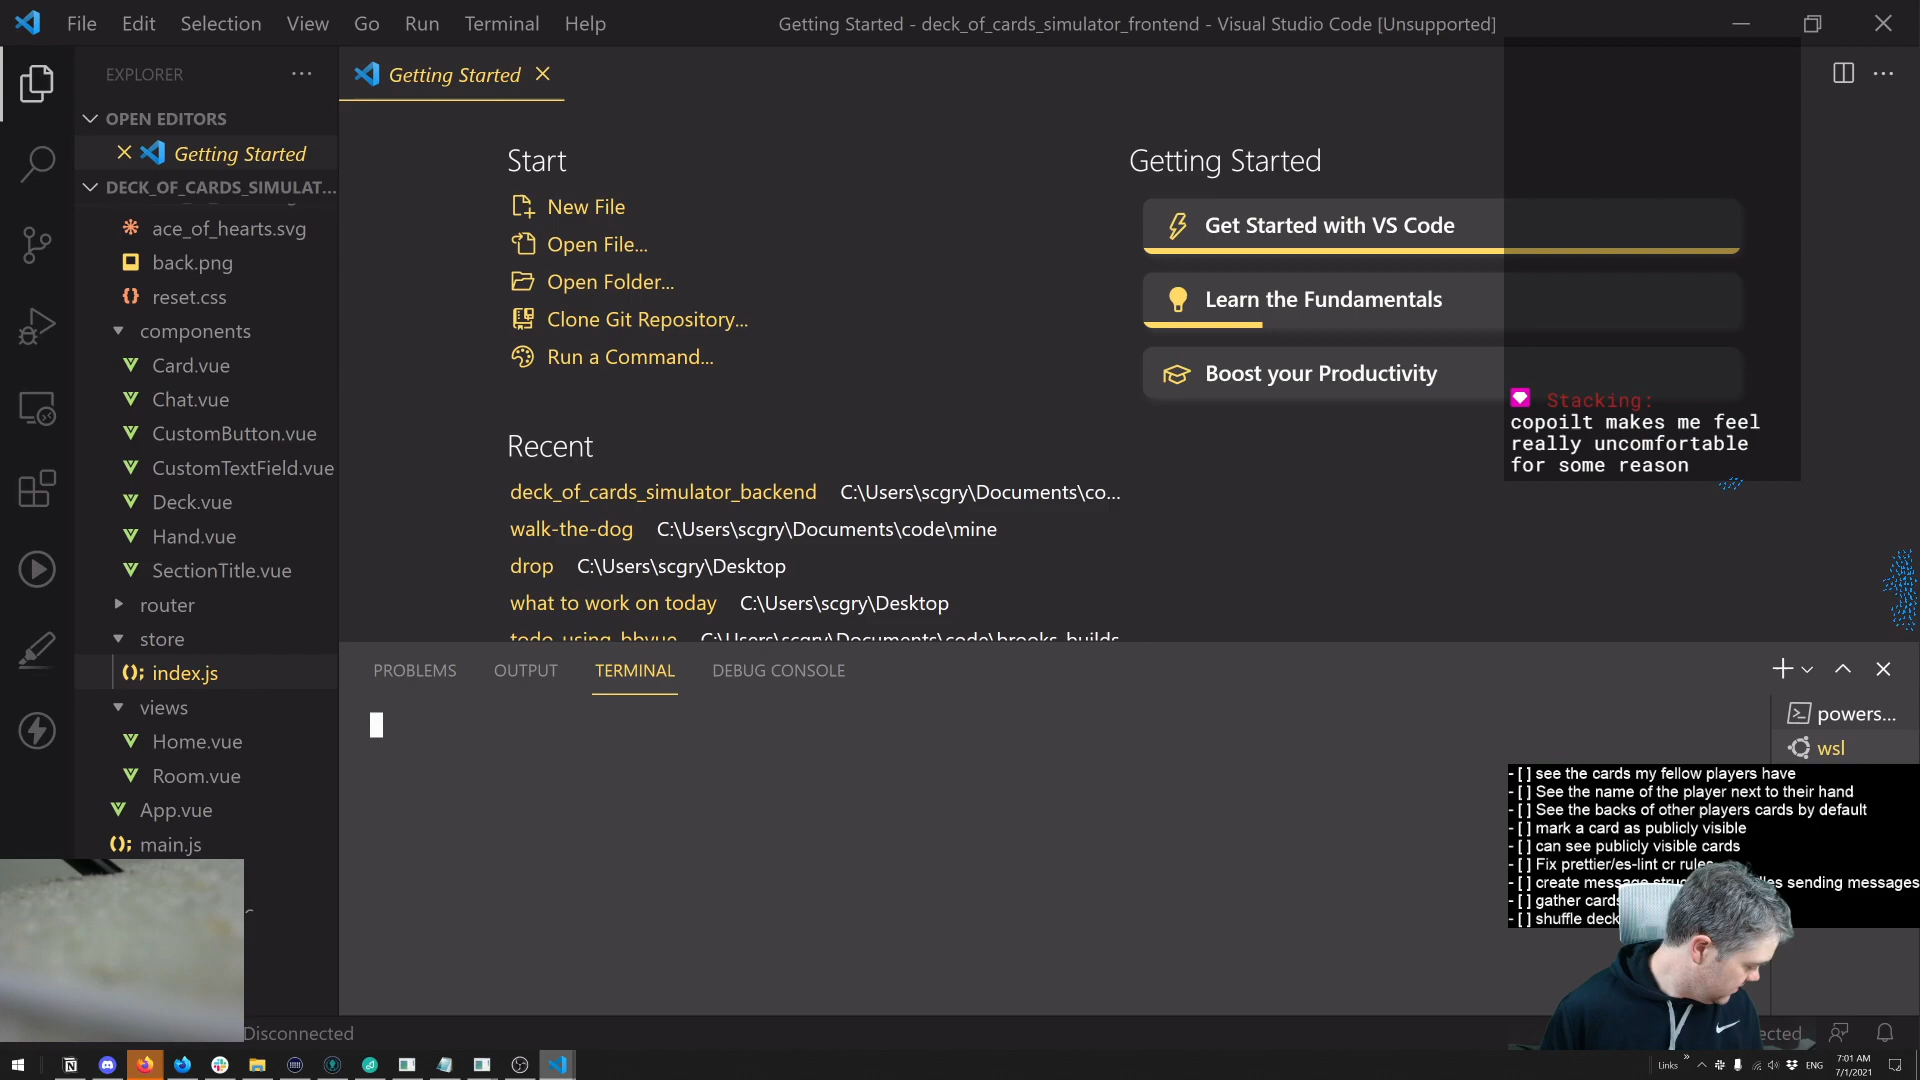 File Edit Selection View Go Run Terminal Help
Getting Started - deck_of_cards_simulator_frontend - Visual Studio Code [Unsupported]
EXPLORER
OPEN EDITORS
Getting Started
DECK_OF_CARDS_SIMULAT...
ace_of_hearts.svg
back.png
reset.css
components
Card.vue
Chat.vue
CustomButton.vue
CustomTextField.vue
Deck.vue
Hand.vue
SectionTitle.vue
router
store
index.js
views
Home.vue
Room.vue
App.vue
main.js
Disconnected
Getting Started
Start
New File
Open File...
Open Folder...
Clone Git Repository...
Run a Command...
Recent
deck_of_cards_simulator_backend C:\Users\scgry\Documents\co...
walk-the-dog C:\Users\scgry\Documents\code\mine
drop C:\Users\scgry\Desktop
what to work on today C:\Users\scgry\Desktop
todo_using_bbvue C:\Users\scgry\Documents\code\brooks_builds
Getting Started
Get Started with VS Code
Learn the Fundamentals
Boost your Productivity
Stacking:
copoilt makes me feel
really uncomfortable
for some reason
PROBLEMS OUTPUT TERMINAL DEBUG CONSOLE
powers...
wsl
- [ ] see the cards my fellow players have
- [ ] See the name of the player next to their hand
- [ ] See the backs of other players cards by default
- [ ] mark a card as publicly visible
- [ ] can see publicly visible cards
- [ ] Fix prettier/es-lint cr rules
- [ ] create message sending messages
- [ ] gather cards
- [ ] shuffle deck
Links
ENG
7:01 AM
7/1/2021